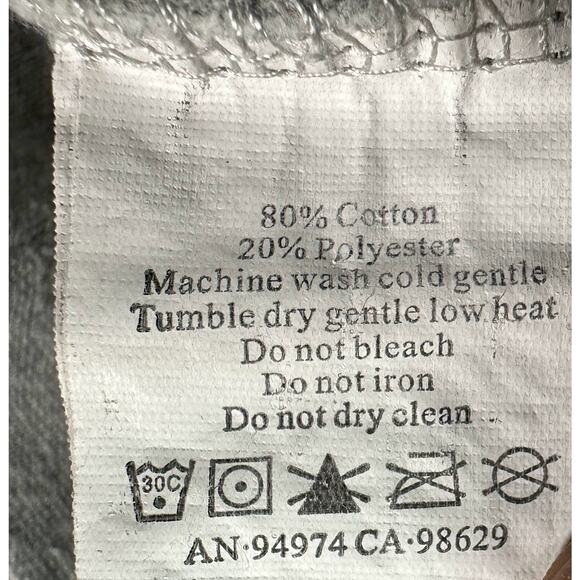 80% Cotton
20% Polyester
Machine wash cold gentle
Tumble dry gentle low heat
Do not bleach
Do not iron
Do not dry clean
30C
AN·94974 CA·98629